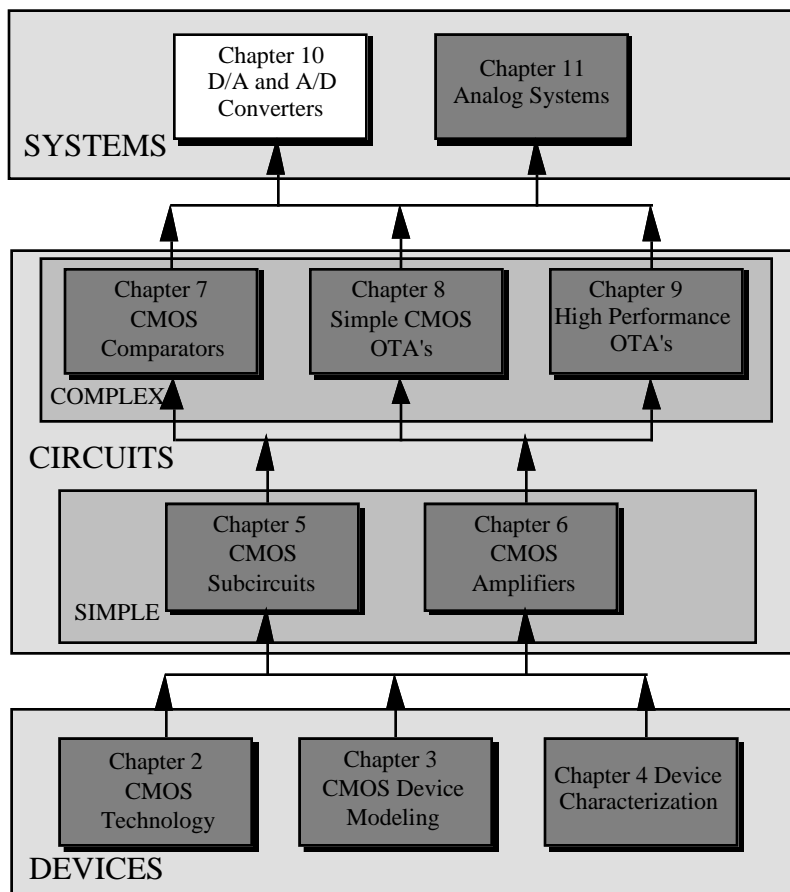 Chapter 10
D/A and A/D
Converters
Chapter 11
Analog Systems
SYSTEMS
Chapter 7
CMOS
Comparators
Chapter 8
Simple CMOS
OTA's
Chapter 9
High Performance
OTA's
COMPLEX
CIRCUITS
Chapter 5
CMOS
Subcircuits
Chapter 6
CMOS
Amplifiers
SIMPLE
Chapter 2
CMOS
Technology
Chapter 3
CMOS Device
Modeling
Chapter 4 Device
Characterization
DEVICES